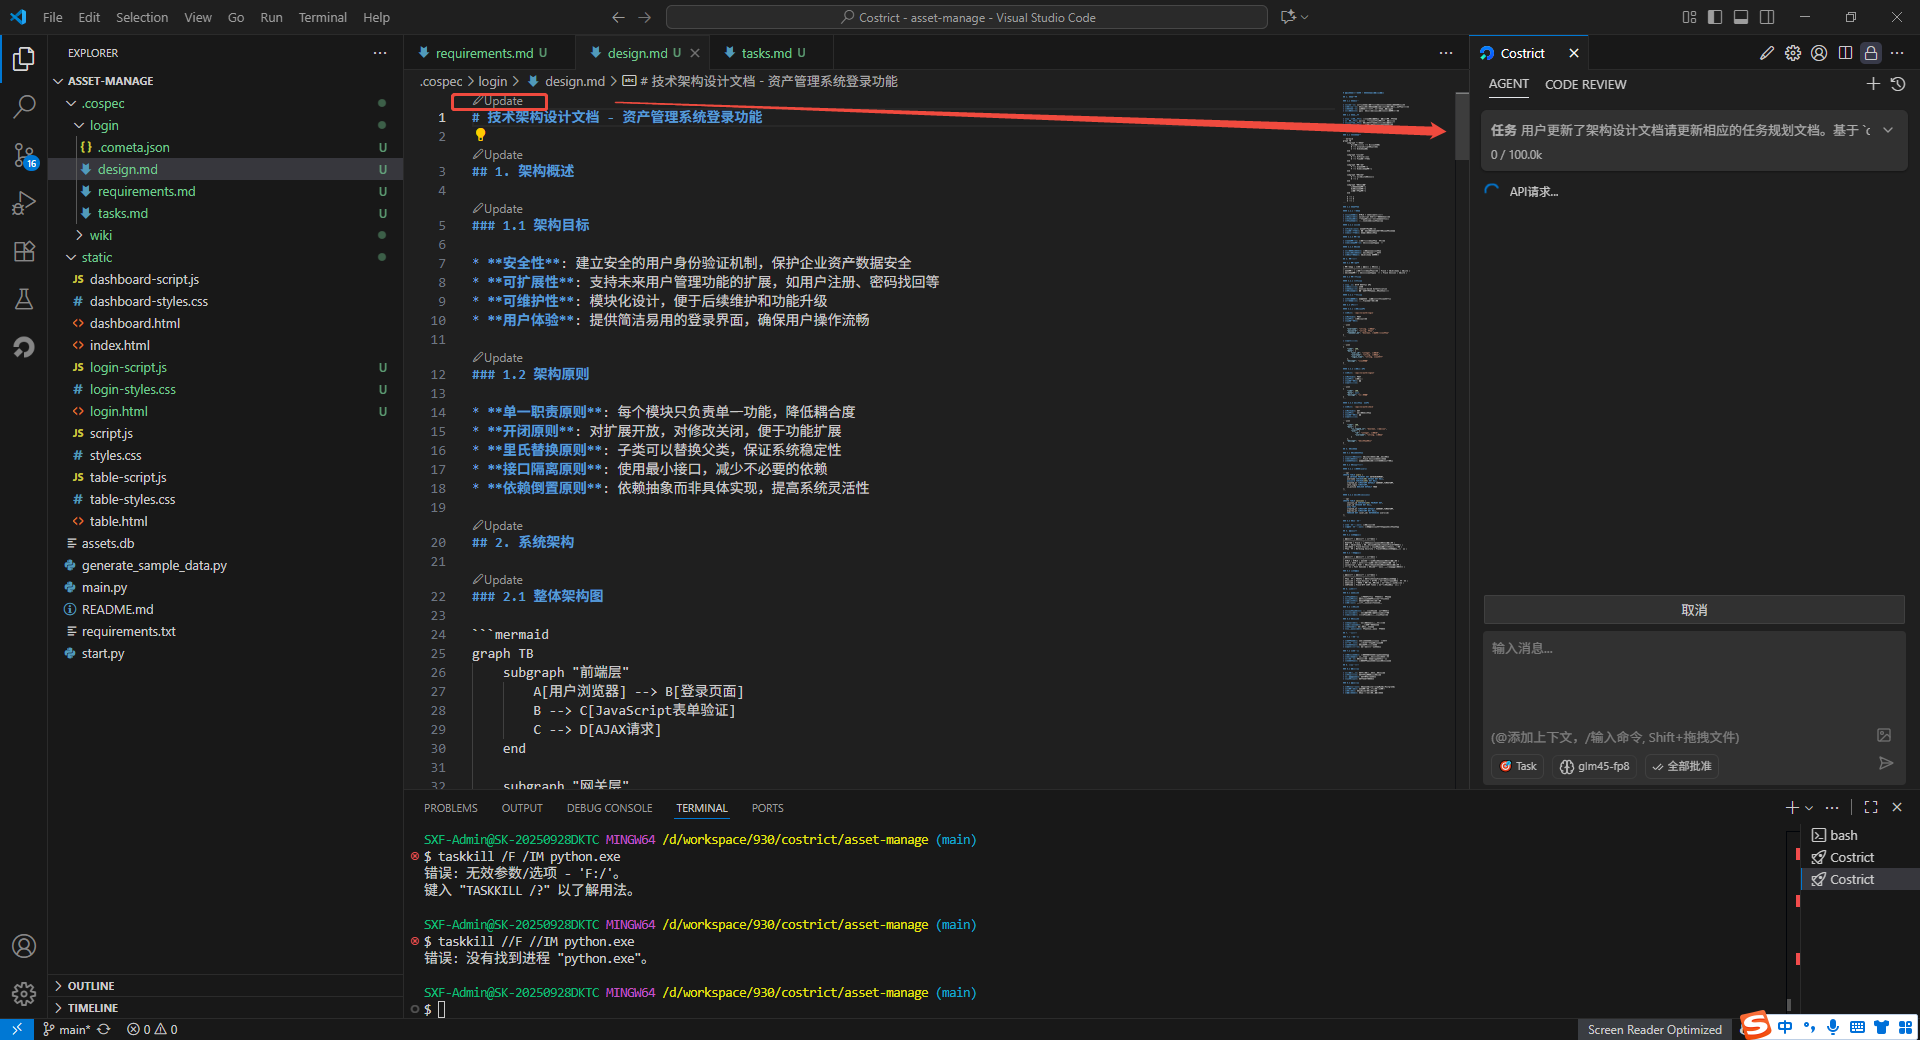 File Edit Selection View Go Run Terminal Help
Costrict - asset-manage - Visual Studio Code
EXPLORER
ASSET-MANAGE
.cospec
login
.cometa.json U
design.md U
requirements.md U
tasks.md U
wiki
static
dashboard-script.js
dashboard-styles.css
dashboard.html
index.html
login-script.js U
login-styles.css U
login.html U
script.js
styles.css
table-script.js
table-styles.css
table.html
assets.db
generate_sample_data.py
main.py
README.md
requirements.txt
start.py
OUTLINE
TIMELINE
16
requirements.md U
design.md U
tasks.md U
.cospec > login > design.md > # 技术架构设计文档 - 资产管理系统登录功能
Update
1 # 技术架构设计文档 - 资产管理系统登录功能
2
Update
3 ## 1. 架构概述
4
Update
5 ### 1.1 架构目标
6
7 * **安全性**: 建立安全的用户身份验证机制，保护企业资产数据安全
8 * **可扩展性**: 支持未来用户管理功能的扩展，如用户注册、密码找回等
9 * **可维护性**: 模块化设计，便于后续维护和功能升级
10 * **用户体验**: 提供简洁易用的登录界面，确保用户操作流畅
11
Update
12 ### 1.2 架构原则
13
14 * **单一职责原则**: 每个模块只负责单一功能，降低耦合度
15 * **开闭原则**: 对扩展开放，对修改关闭，便于功能扩展
16 * **里氏替换原则**: 子类可以替换父类，保证系统稳定性
17 * **接口隔离原则**: 使用最小接口，减少不必要的依赖
18 * **依赖倒置原则**: 依赖抽象而非具体实现，提高系统灵活性
19
Update
20 ## 2. 系统架构
21
Update
22 ### 2.1 整体架构图
23
24 ```mermaid
25 graph TB
26 subgraph "前端层"
27 A[用户浏览器] --> B[登录页面]
28 B --> C[JavaScript表单验证]
29 C --> D[AJAX请求]
30 end
31
32 subgraph "网关层"
Costrict
AGENT CODE REVIEW
任务 用户更新了架构设计文档请更新相应的任务规划文档。基于 `c
0 / 100.0k
API请求...
取消
输入消息...
(@添加上下文，/输入命令, Shift+拖拽文件)
Task glm45-fp8 全部批准
PROBLEMS OUTPUT DEBUG CONSOLE TERMINAL PORTS
SXF-Admin@SK-20250928DKTC MINGW64 /d/workspace/930/costrict/asset-manage (main)
$ taskkill /F /IM python.exe
错误: 无效参数/选项 - 'F:/'。
键入 "TASKKILL /?" 以了解用法。
SXF-Admin@SK-20250928DKTC MINGW64 /d/workspace/930/costrict/asset-manage (main)
$ taskkill //F //IM python.exe
错误: 没有找到进程 "python.exe"。
SXF-Admin@SK-20250928DKTC MINGW64 /d/workspace/930/costrict/asset-manage (main)
$
bash
Costrict
Costrict
main* 0 0
Screen Reader Optimized
中